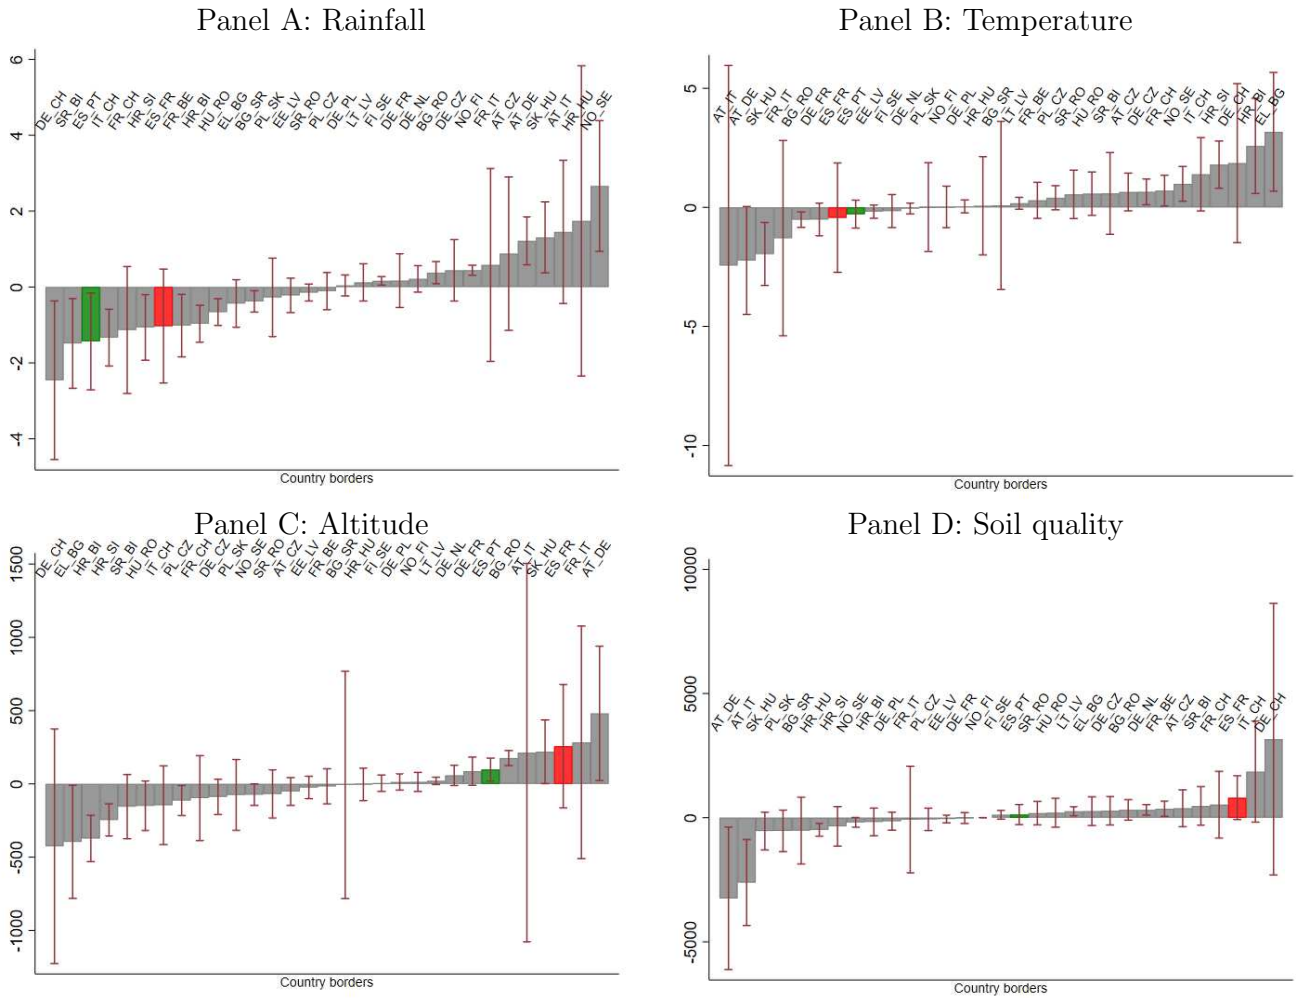 Panel A: Rainfall
6
4
2
0
-2
-4
DE_CH
SR_BI
ES_PT
IT_CH
FR_CH
HR_SI
ES_FR
FR_BE
HR_BI
HU_RO
EL_BG
BG_SR
PL_SK
EE_LV
SR_RO
PL_CZ
DE_PL
LT_LV
FI_SE
DE_FR
DE_NL
BG_RO
DE_CZ
NO_FI
FR_IT
AT_CZ
AT_DE
SK_HU
AT_IT
HR_HU
NO_SE
Country borders
Panel B: Temperature
5
0
-5
-10
AT_IT
AT_DE
SK_HU
FR_IT
BG_RO
DE_FR
ES_FR
ES_PT
EE_LV
FI_SE
DE_NL
PL_SK
NO_FI
DE_PL
HR_HU
BG_SR
LT_LV
FR_BE
PL_CZ
SR_RO
HU_RO
SR_BI
AT_CZ
DE_CZ
FR_CH
NO_SE
IT_CH
HR_SI
DE_CH
HR_BI
EL_BG
Country borders
Panel C: Altitude
1500
1000
500
0
-500
-1000
DE_CH
EL_BG
HR_BI
HR_SI
SR_BI
HU_RO
IT_CH
PL_CZ
FR_CH
DE_CZ
PL_SK
NO_SE
SR_RO
AT_CZ
EE_LV
FR_BE
BG_SR
HR_HU
FI_SE
DE_PL
NO_FI
LT_LV
DE_NL
DE_FR
ES_PT
BG_RO
AT_IT
SK_HU
ES_FR
FR_IT
AT_DE
Country borders
Panel D: Soil quality
10000
5000
0
-5000
AT_DE
AT_IT
SK_HU
PL_SK
BG_SR
HR_HU
HR_SI
NO_SE
HR_BI
DE_PL
FR_IT
PL_CZ
EE_LV
DE_FR
NO_FI
FI_SE
ES_PT
SR_RO
HU_RO
LT_LV
EL_BG
DE_CZ
BG_RO
DE_NL
FR_BE
AT_CZ
SR_BI
FR_CH
ES_FR
IT_CH
DE_CH
Country borders